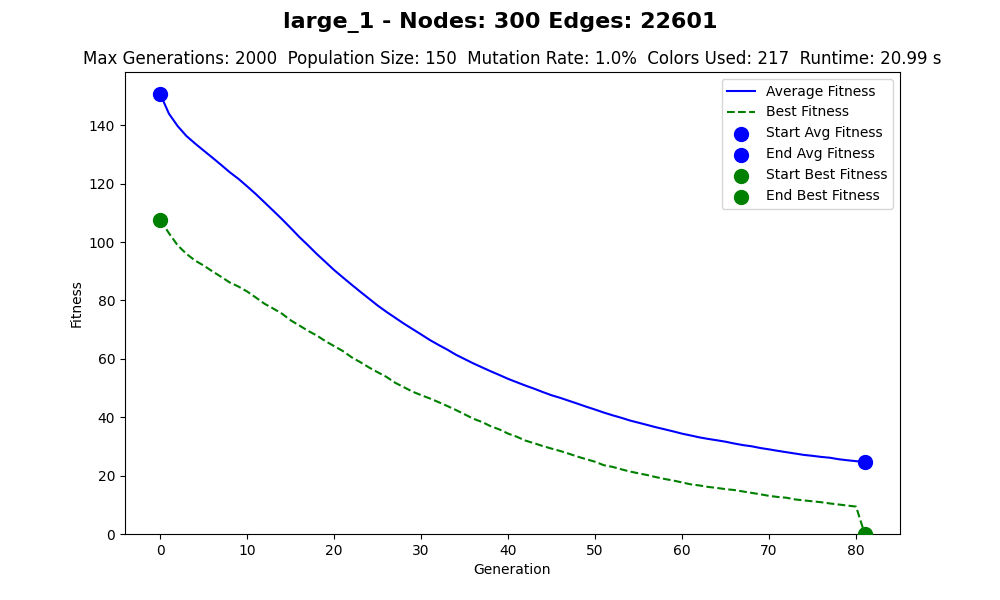 large_1 - Nodes: 300 Edges: 22601
Max Generations: 2000  Population Size: 150  Mutation Rate: 1.0%  Colors Used: 217  Runtime: 20.99 s
Average Fitness
Best Fitness
Start Avg Fitness
End Avg Fitness
Start Best Fitness
End Best Fitness
Fitness
140
120
100
80
60
40
20
0
0 10 20 30 40 50 60 70 80
Generation